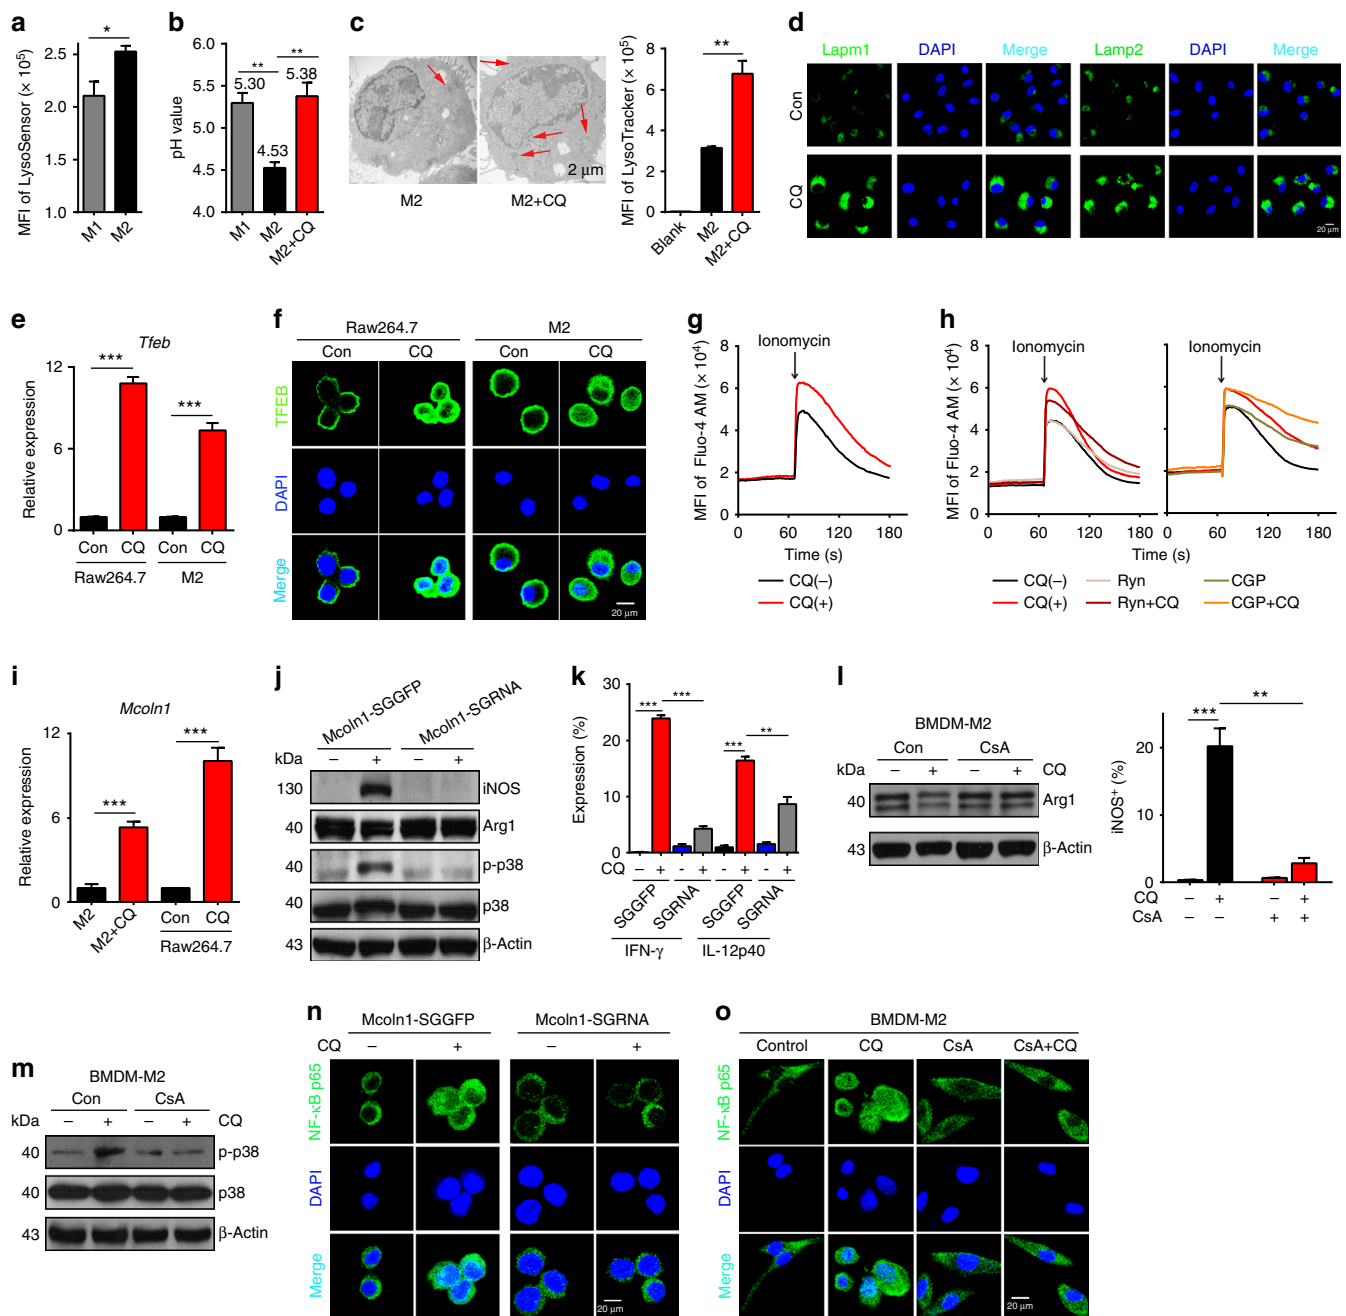 a
MFI of LysoSensor (× 10⁵)
2.5
2.0
1.5
1.0
*
M1
M2
b
pH value
6.0
5.5
5.0
4.5
4.0
**
**
5.30
4.53
5.38
M1
M2
M2+CQ
c
2 μm
M2
M2+CQ
MFI of LysoTracker (× 10⁵)
8
6
4
2
0
**
Blank
M2
M2+CQ
d
Lapm1
DAPI
Merge
Lamp2
DAPI
Merge
Con
CQ
20 μm
e
Tfeb
Relative expression
12
8
4
0
***
***
Con
CQ
Con
CQ
Raw264.7
M2
f
Raw264.7
M2
Con
CQ
Con
CQ
TFEB
DAPI
Merge
20 μm
g
Ionomycin
MFI of Fluo-4 AM (× 10⁴)
8
6
4
2
0
0
60
120
180
Time (s)
CQ(–)
CQ(+)
h
Ionomycin
Ionomycin
MFI of Fluo-4 AM (× 10⁴)
8
6
4
2
0
0
60
120
180
0
60
120
180
Time (s)
CQ(–)
Ryn
CGP
CQ(+)
Ryn+CQ
CGP+CQ
i
Mcoln1
Relative expression
12
6
0
***
***
M2
M2+CQ
Con
CQ
Raw264.7
j
Mcoln1-SGGFP
Mcoln1-SGRNA
kDa
–
+
–
+
130
iNOS
40
Arg1
40
p-p38
40
p38
43
β-Actin
k
Expression (%)
30
20
10
0
***
***
***
**
CQ
-
+
-
+
-
+
-
+
SGGFP
SGRNA
SGGFP
SGRNA
IFN-γ
IL-12p40
l
BMDM-M2
Con
CsA
kDa
–
+
–
+
CQ
40
Arg1
43
β-Actin
iNOS⁺ (%)
20
10
0
***
**
CQ
–
+
–
+
CsA
–
–
+
+
m
BMDM-M2
Con
CsA
kDa
–
+
–
+
CQ
40
p-p38
40
p38
43
β-Actin
n
Mcoln1-SGGFP
Mcoln1-SGRNA
CQ
–
+
–
+
NF-κB p65
DAPI
Merge
20 μm
o
BMDM-M2
Control
CQ
CsA
CsA+CQ
NF-κB p65
DAPI
Merge
20 μm